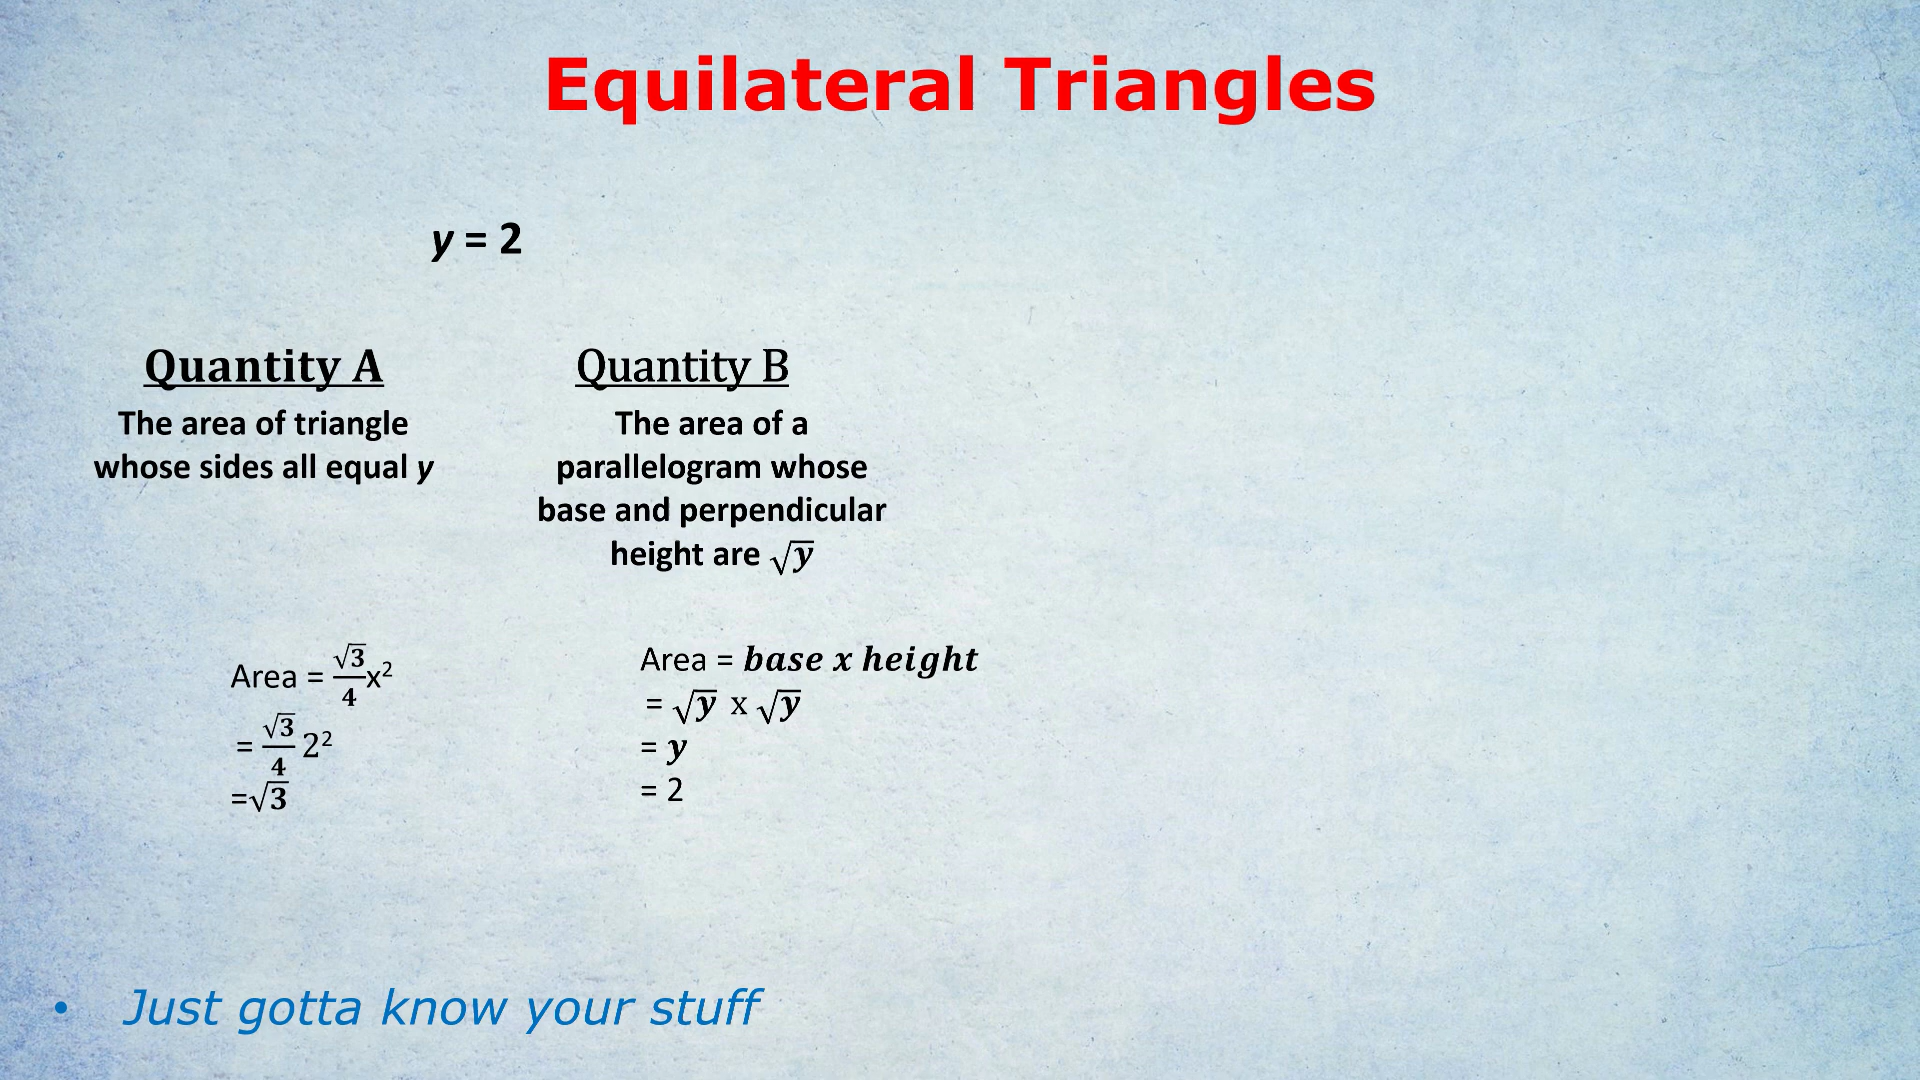 Equilateral Triangles
y = 2
Quantity A
The area of triangle
whose sides all equal y
Quantity B
The area of a
parallelogram whose
base and perpendicular
height are √y
Area = √3/4 x²
= √3/4 2²
=√3
Area = base x height
= √y x √y
= y
= 2
• Just gotta know your stuff